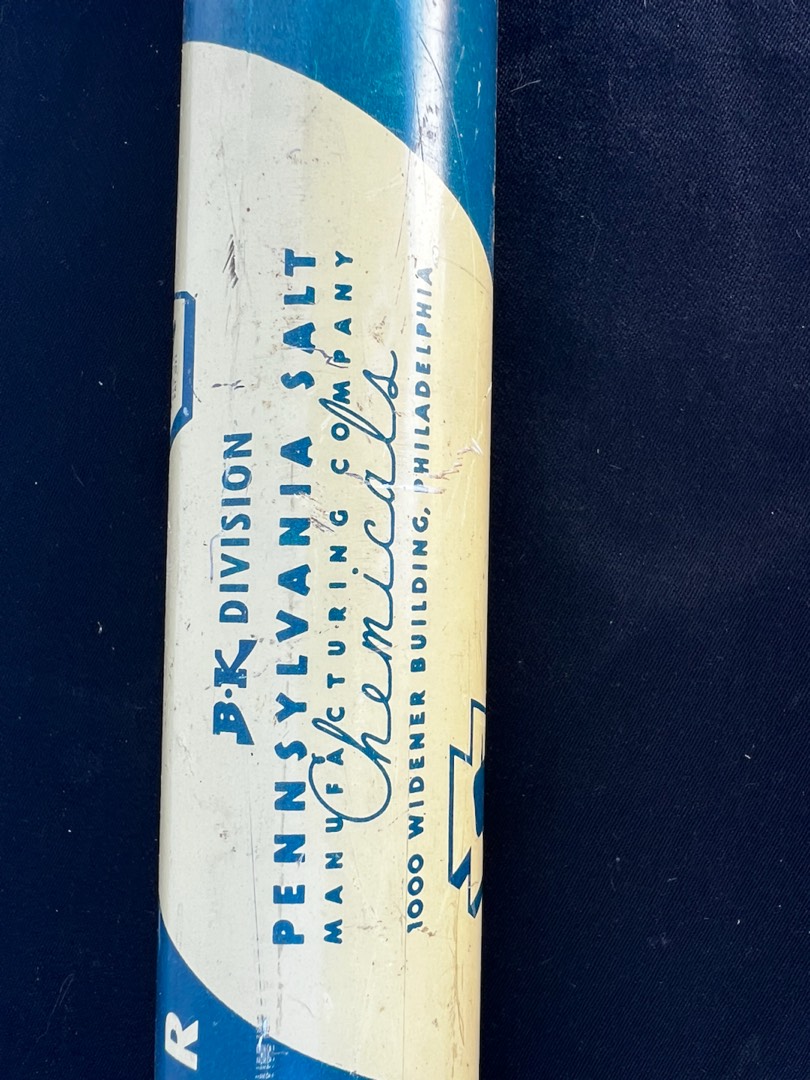 B·K DIVISION
PENNSYLVANIA SALT
MANUFACTURING COMPANY
Chemicals
1000 WIDENER BUILDING, PHILADELPHIA
R